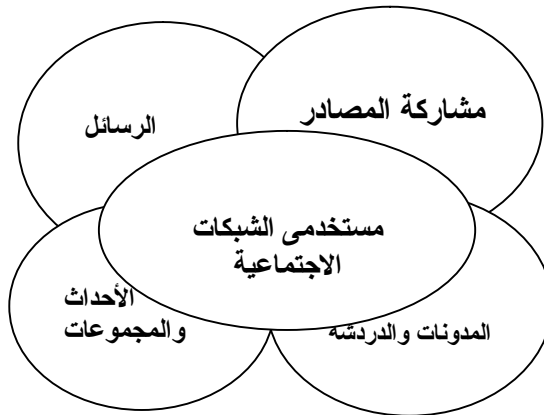 مشاركة المصادر
الرسائل
مستخدمى الشبكات
الاجتماعية
الأحداث
والمجموعات
المدونات والدردشة